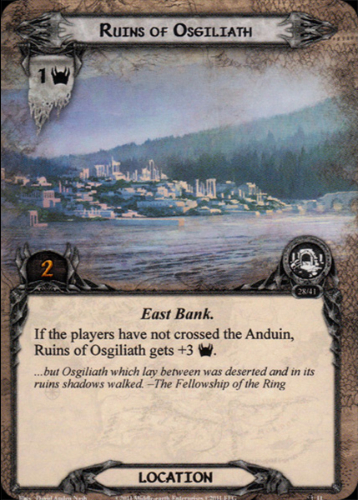 RUINS OF OSGILIATH
1
2
28/41
East Bank.
If the players have not crossed the Anduin,
Ruins of Osgiliath gets +3 .
...but Osgiliath which lay between was deserted and in its
ruins shadows walked. –The Fellowship of the Ring
LOCATION